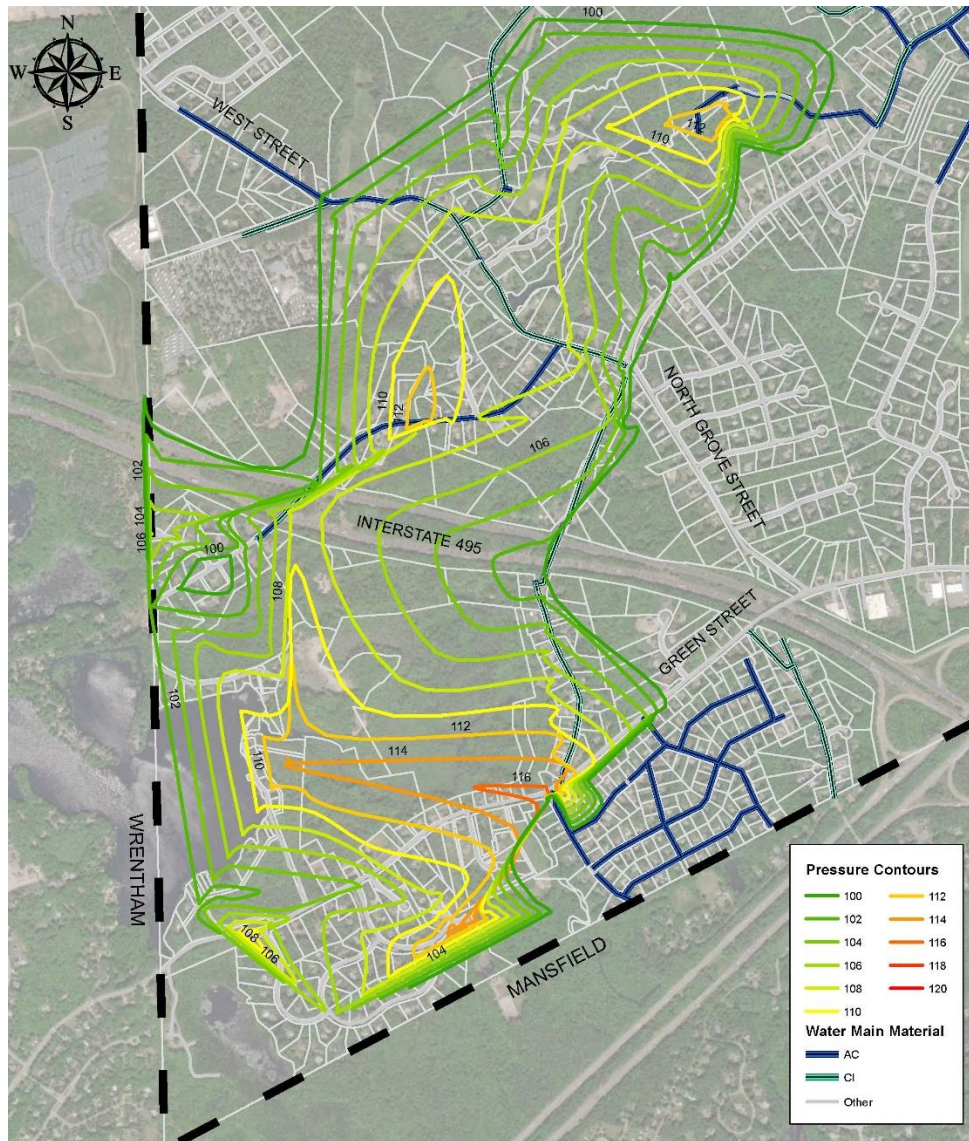 N
W E
S
100
WEST STREET
110
112
110
112
106
NORTH GROVE STREET
102
104
106
100
INTERSTATE 495
108
GREEN STREET
102
112
114
110
116
WRENTHAM
108
106
104
MANSFIELD
Pressure Contours
100 112
102 114
104 116
106 118
108 120
110
Water Main Material
AC
CI
Other